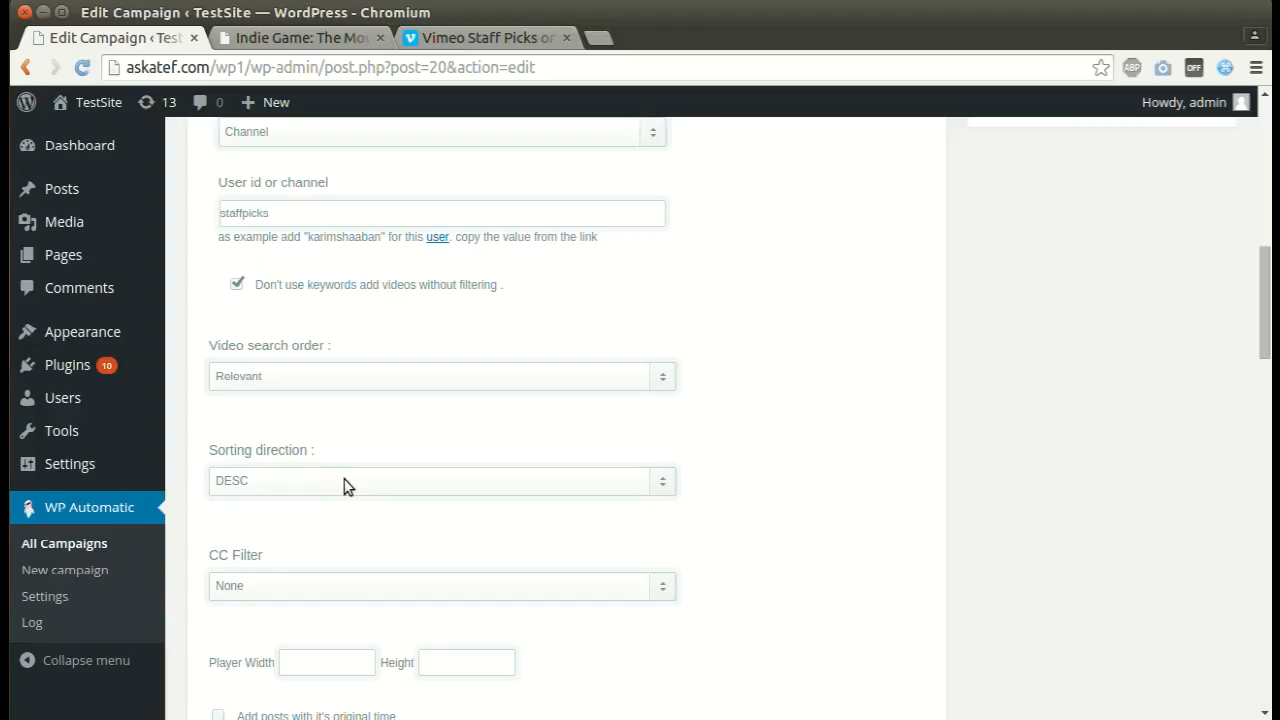 Edit Campaign ‹ TestSite — WordPress - Chromium
Edit Campaign ‹ Test
Indie Game: The Mov
Vimeo Staff Picks on
askatef.com/wp1/wp-admin/post.php?post=20&action=edit
ABP
OFF
TestSite
13
0
New
Howdy, admin
Dashboard
Posts
Media
Pages
Comments
Appearance
Plugins 10
Users
Tools
Settings
WP Automatic
All Campaigns
New campaign
Settings
Log
Collapse menu
Channel
User id or channel
staffpicks
as example add "karimshaaban" for this user. copy the value from the link
Don't use keywords add videos without filtering .
Video search order :
Relevant
Sorting direction :
DESC
CC Filter
None
Player Width
Height
Add posts with it's original time